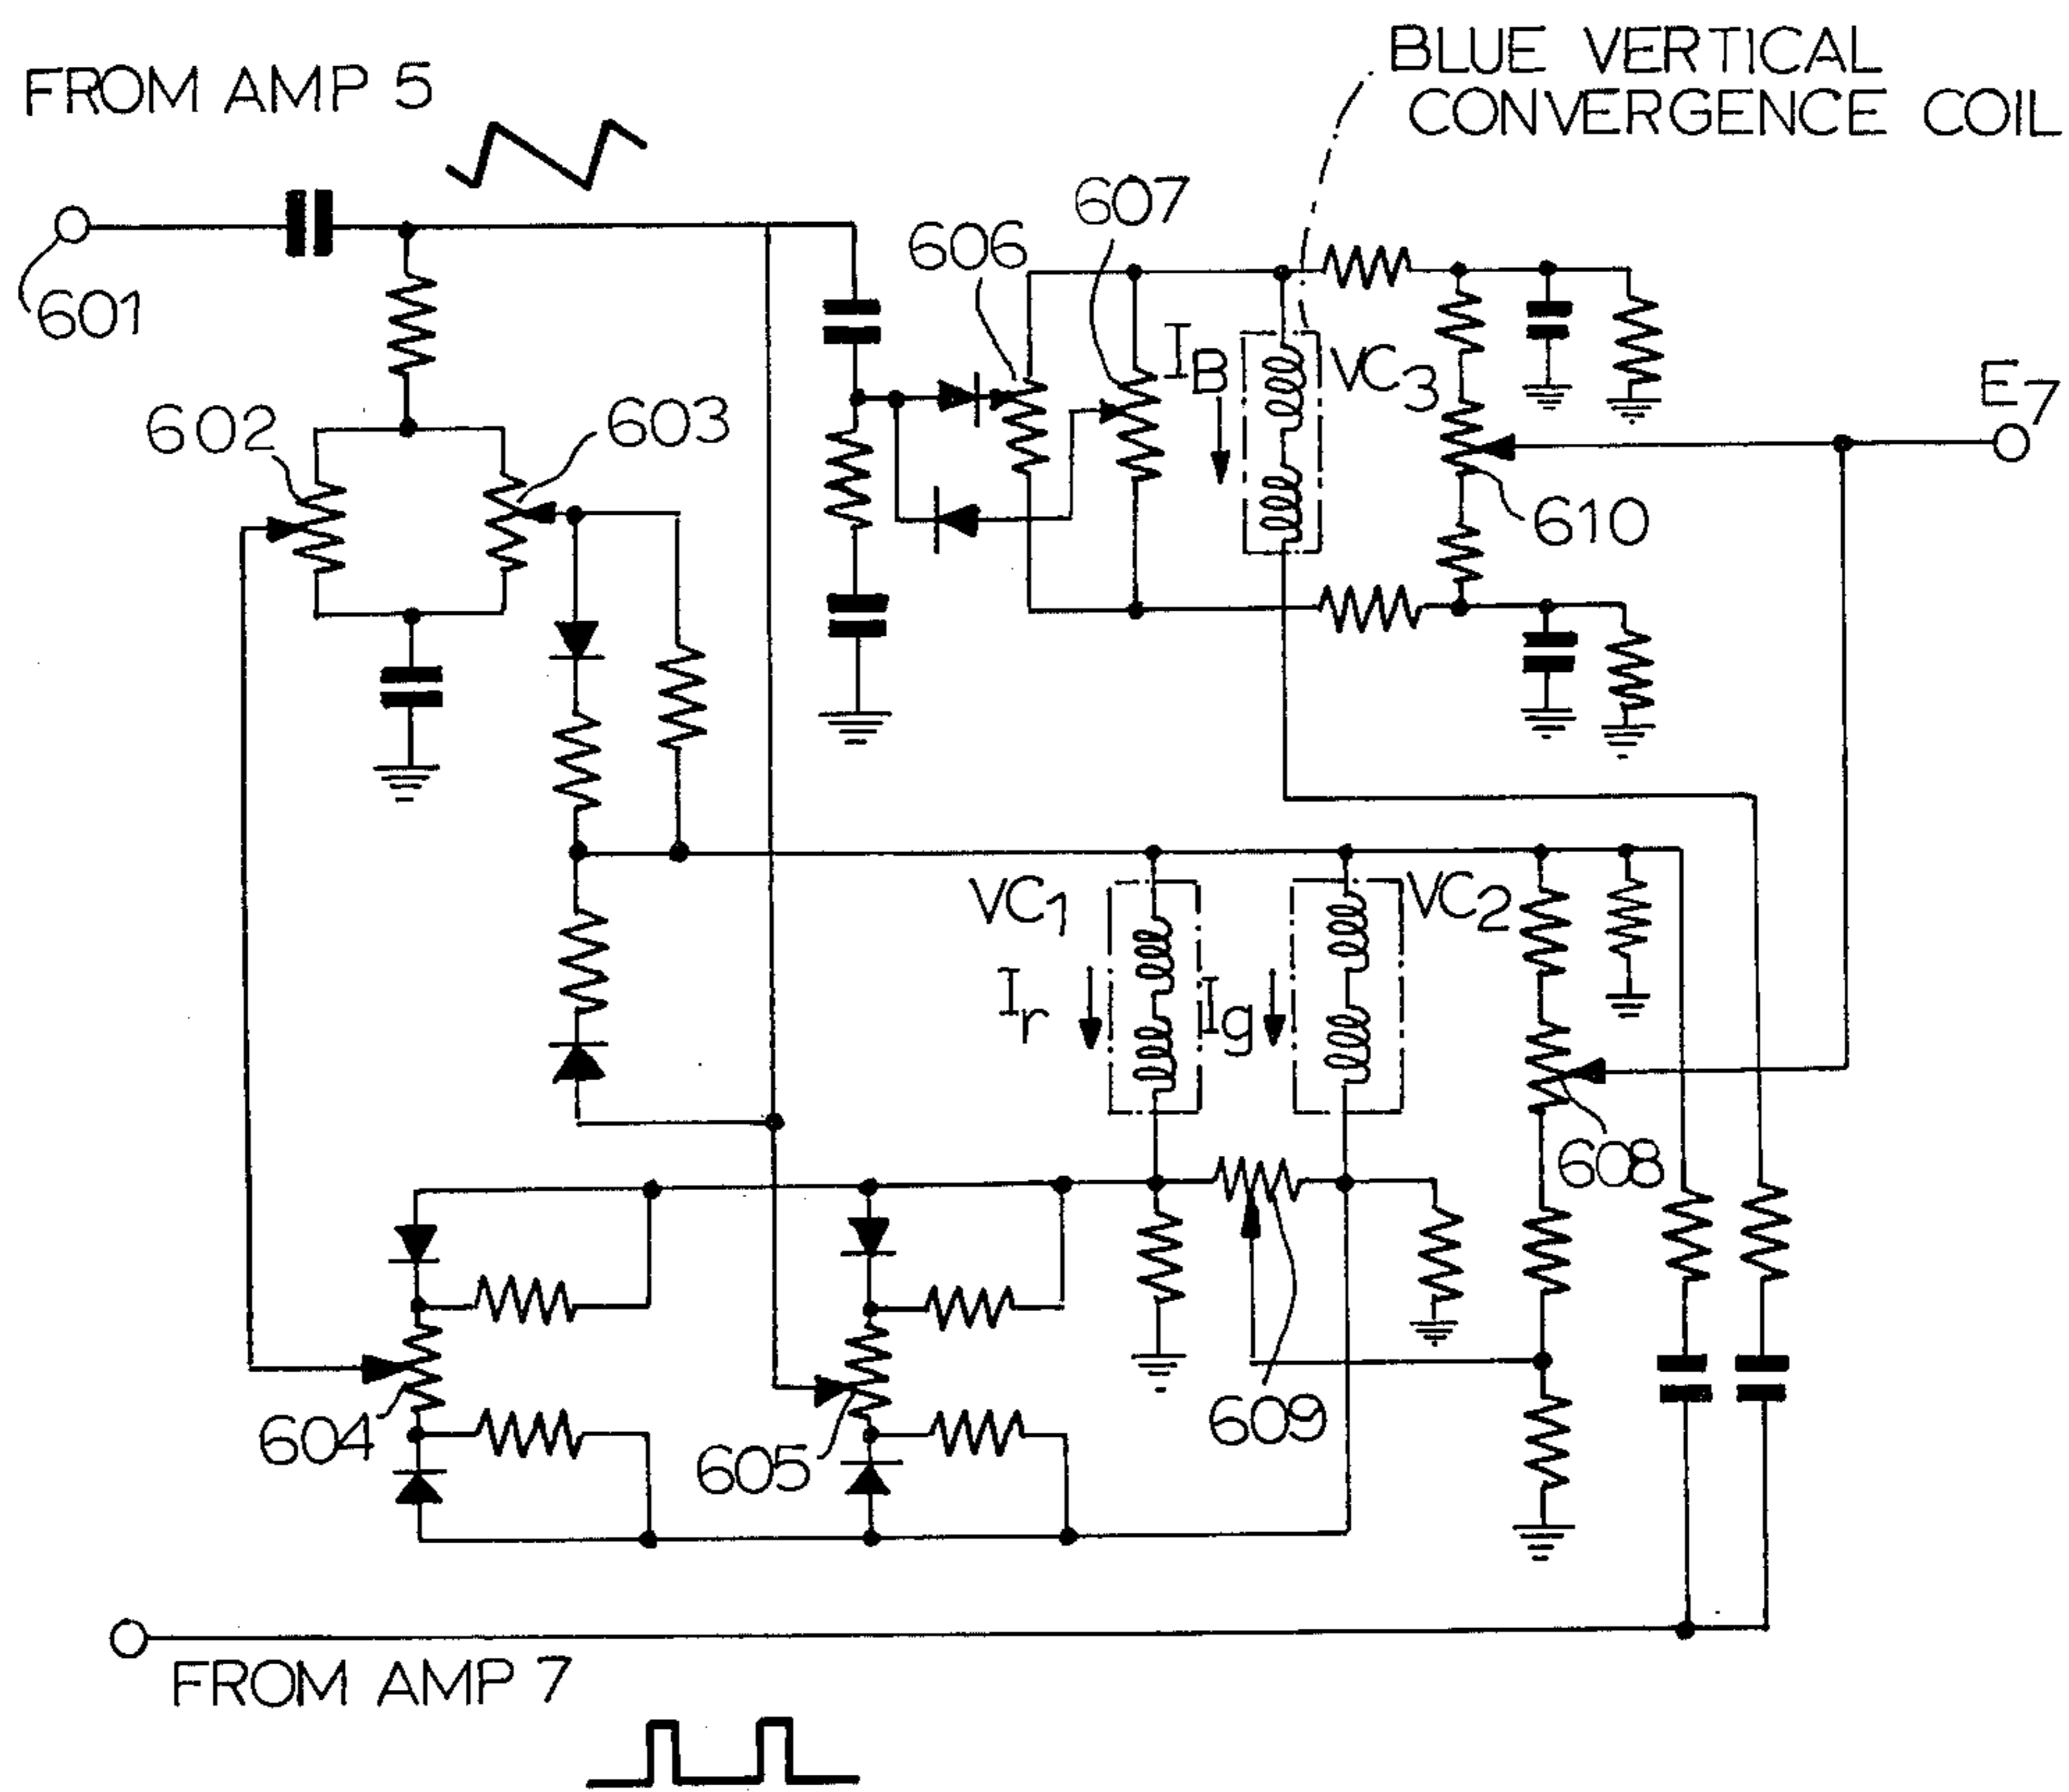 BLUE VERTICAL
CONVERGENCE COIL
FROM AMP 5
601
606
607
I_B
VC_3
E_7
602
603
610
VC_1
VC_2
I_r
I_g
608
604
605
609
FROM AMP 7